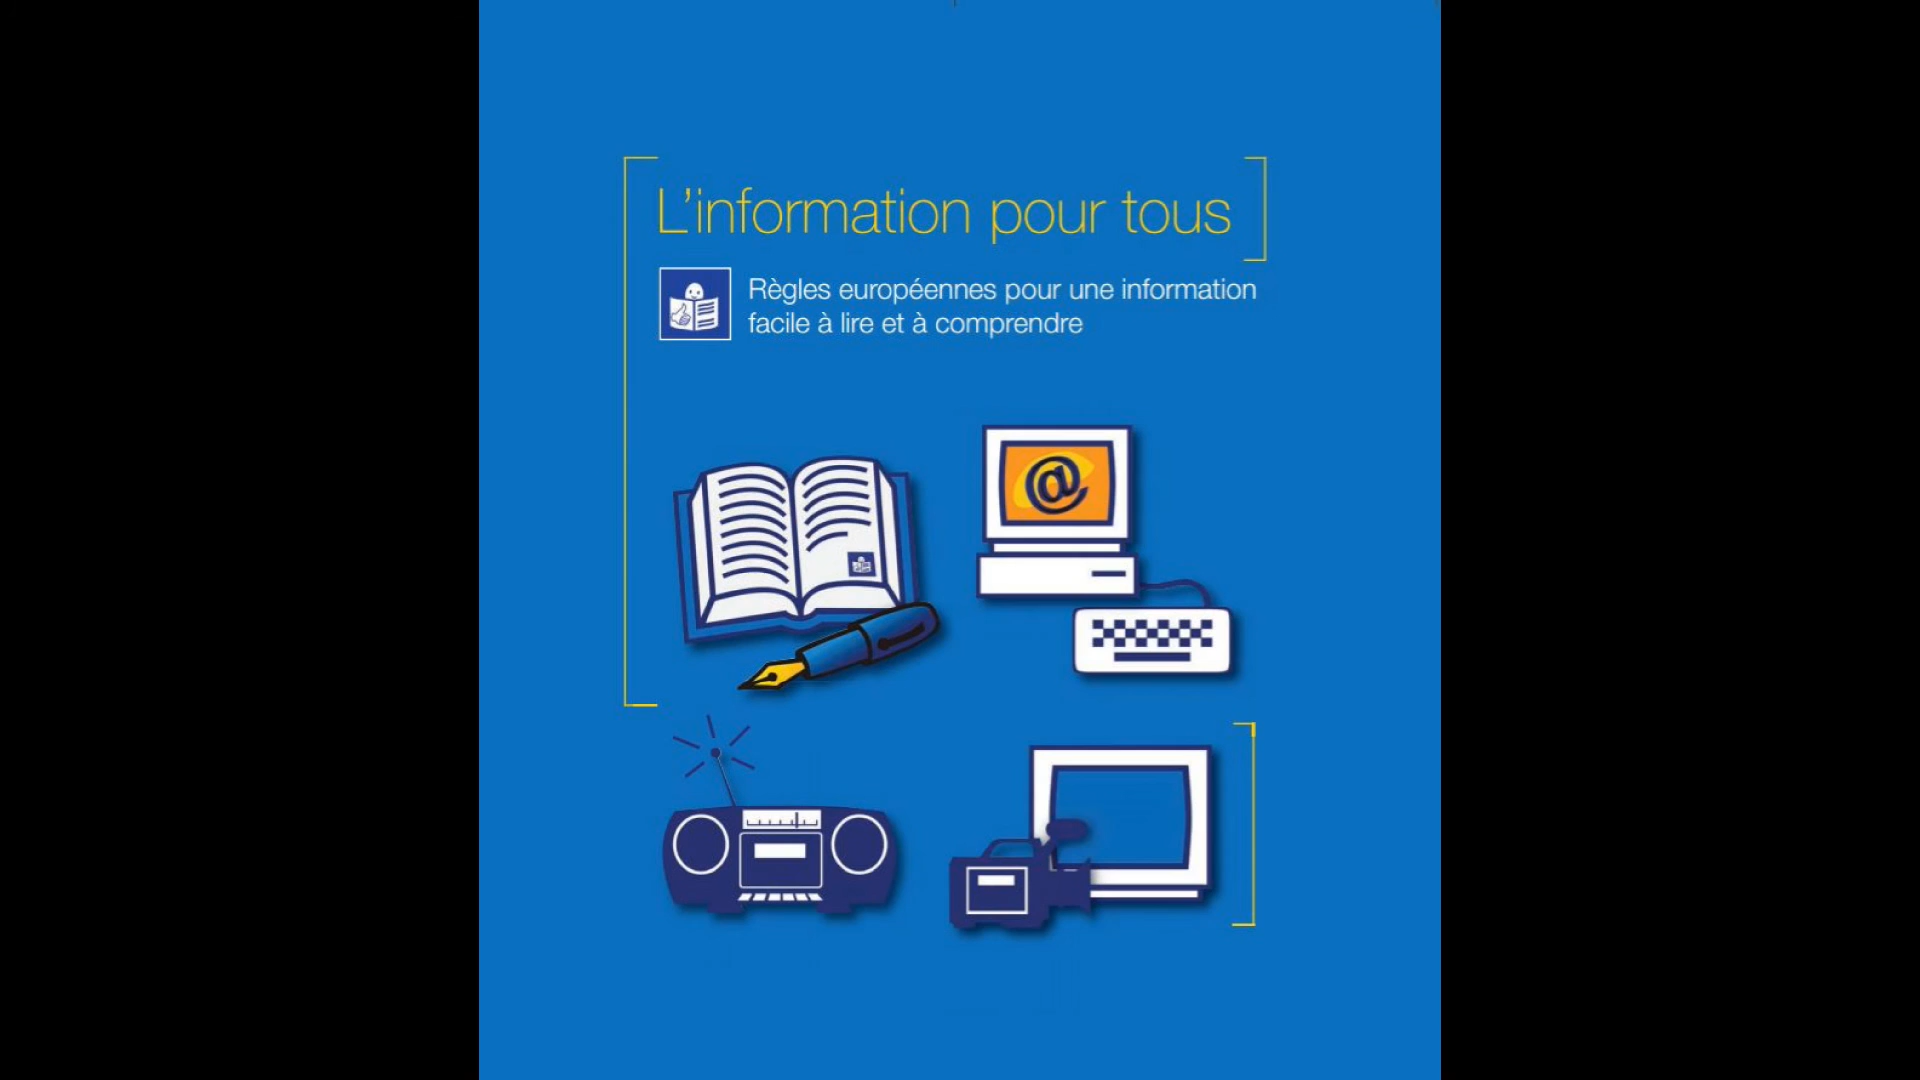 L'information pour tous
Règles européennes pour une information
facile à lire et à comprendre
@